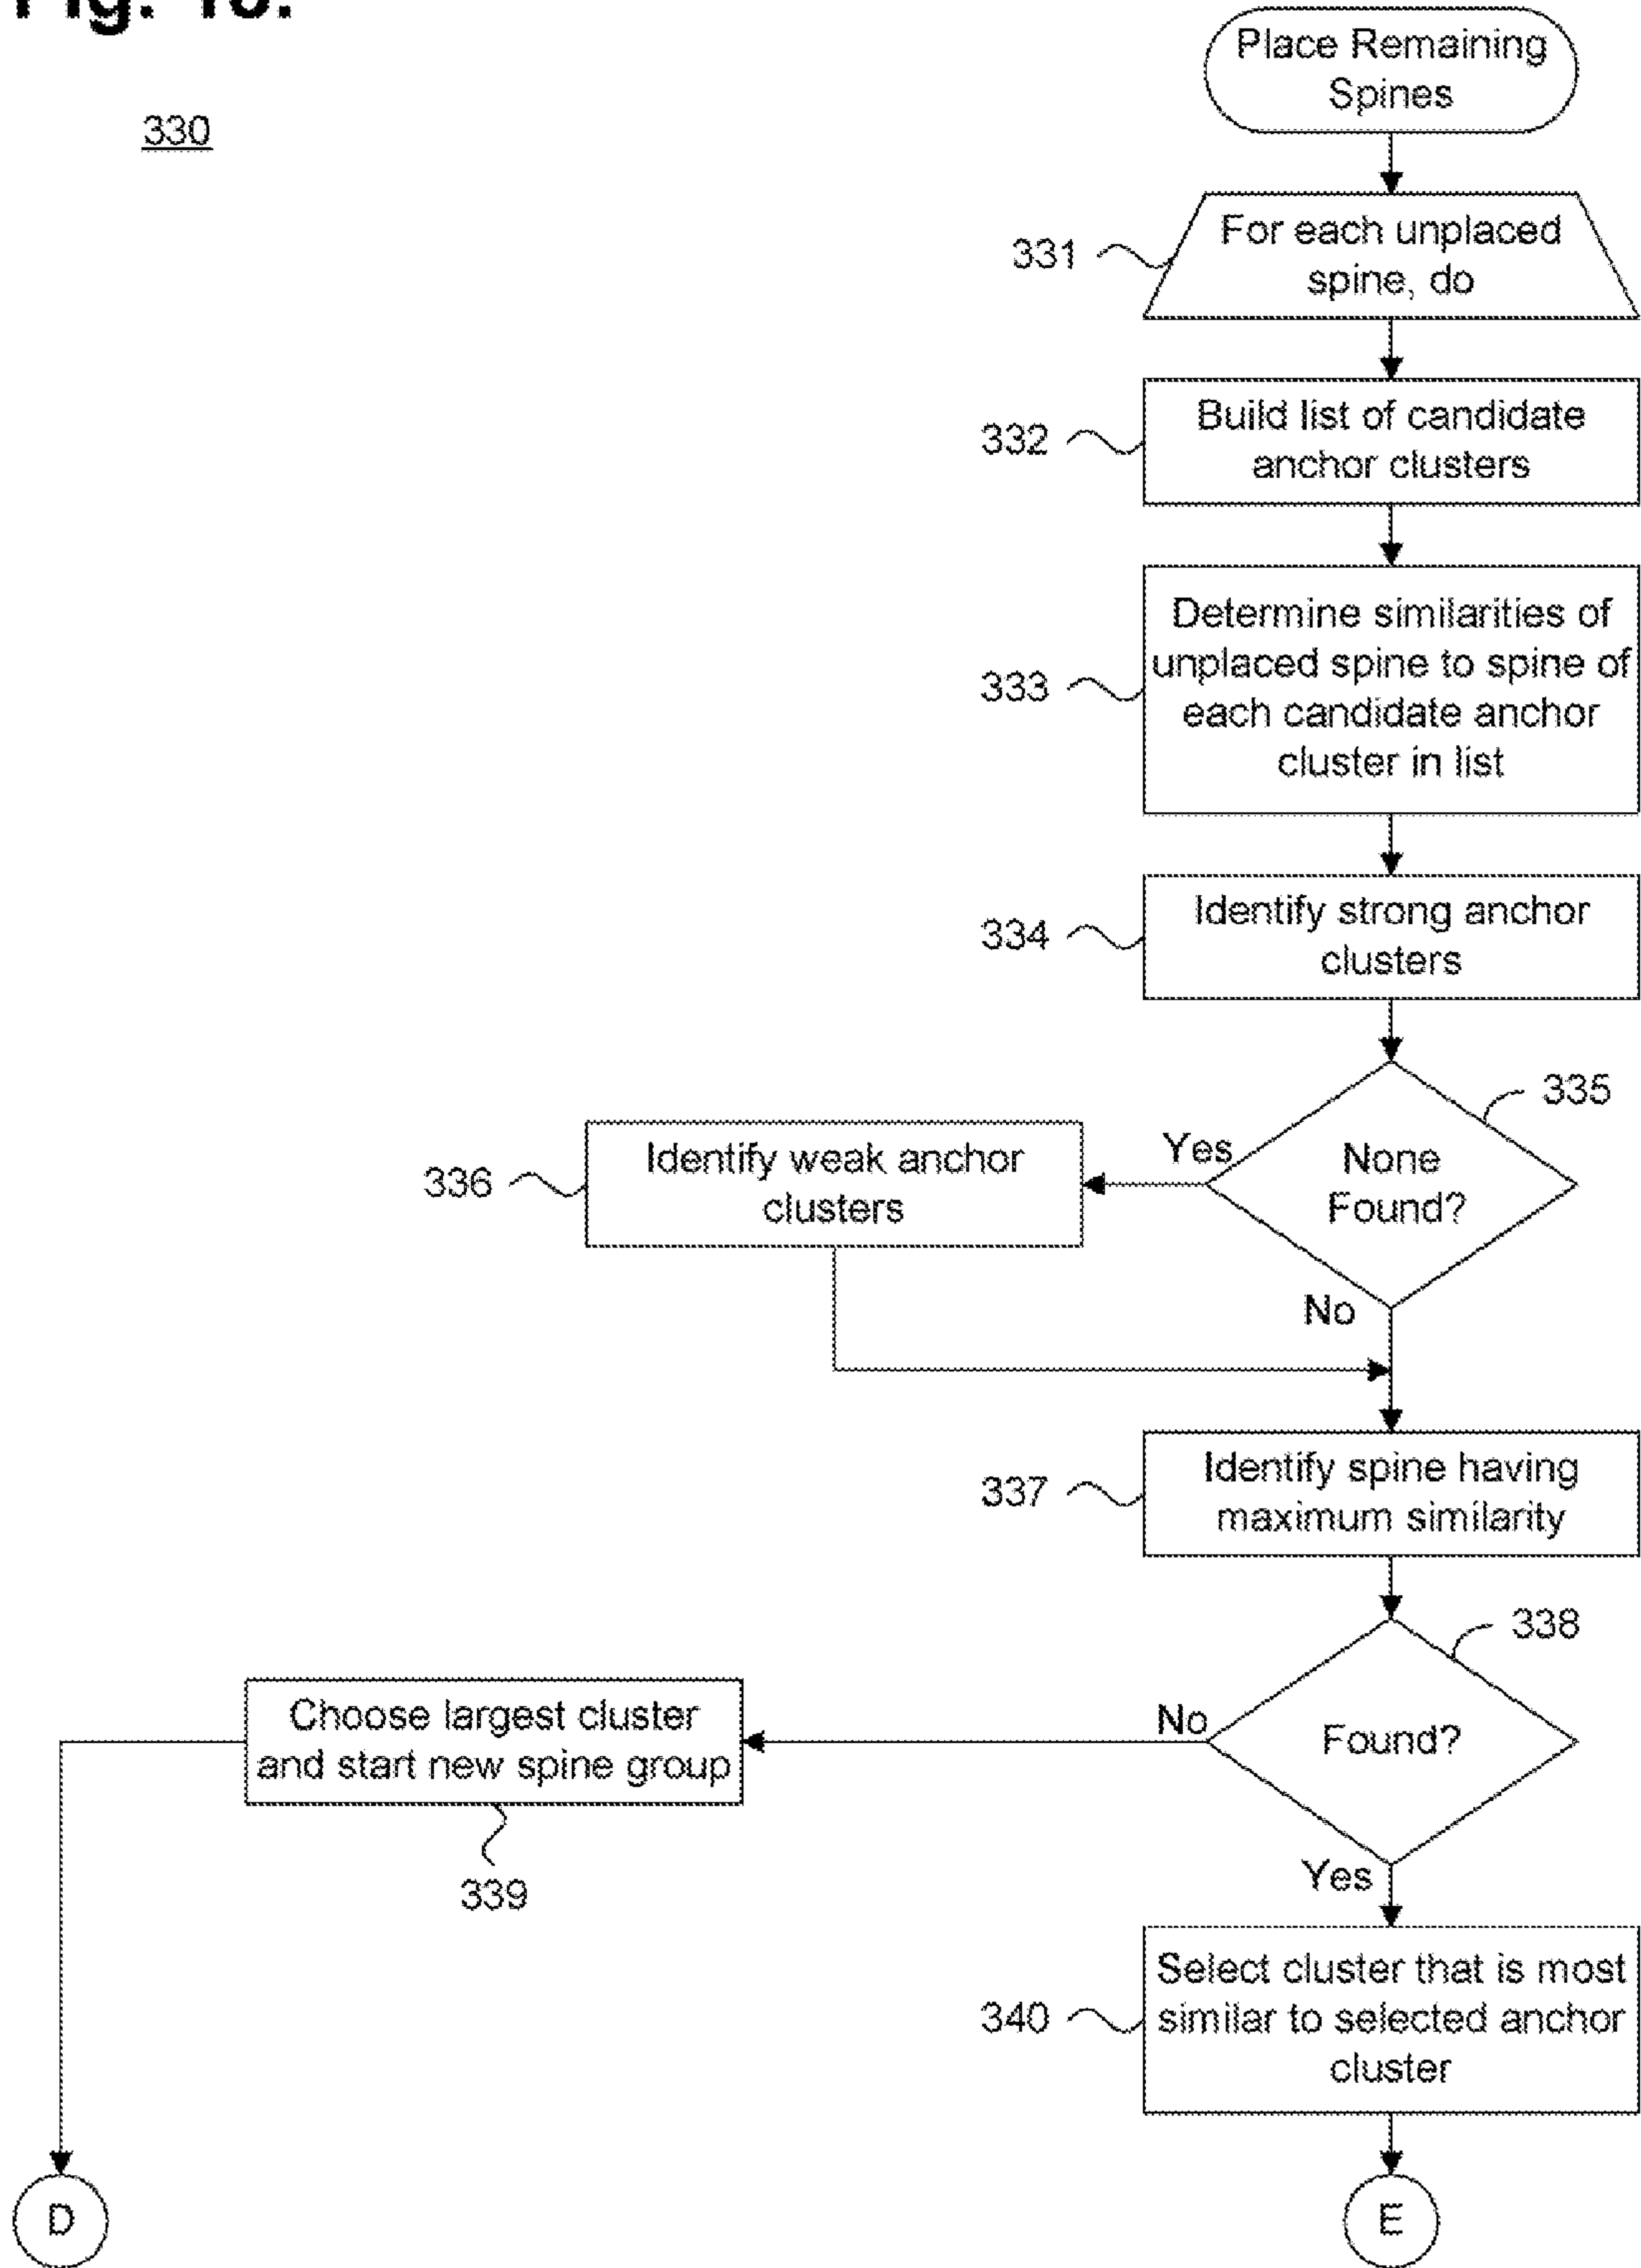 330
Place Remaining
Spines
331
For each unplaced
spine, do
332
Build list of candidate
anchor clusters
333
Determine similarities of
unplaced spine to spine of
each candidate anchor
cluster in list
334
Identify strong anchor
clusters
335
None
Found?
Yes
No
336
Identify weak anchor
clusters
337
Identify spine having
maximum similarity
338
Found?
No
Yes
Choose largest cluster
and start new spine group
339
340
Select cluster that is most
similar to selected anchor
cluster
D
E